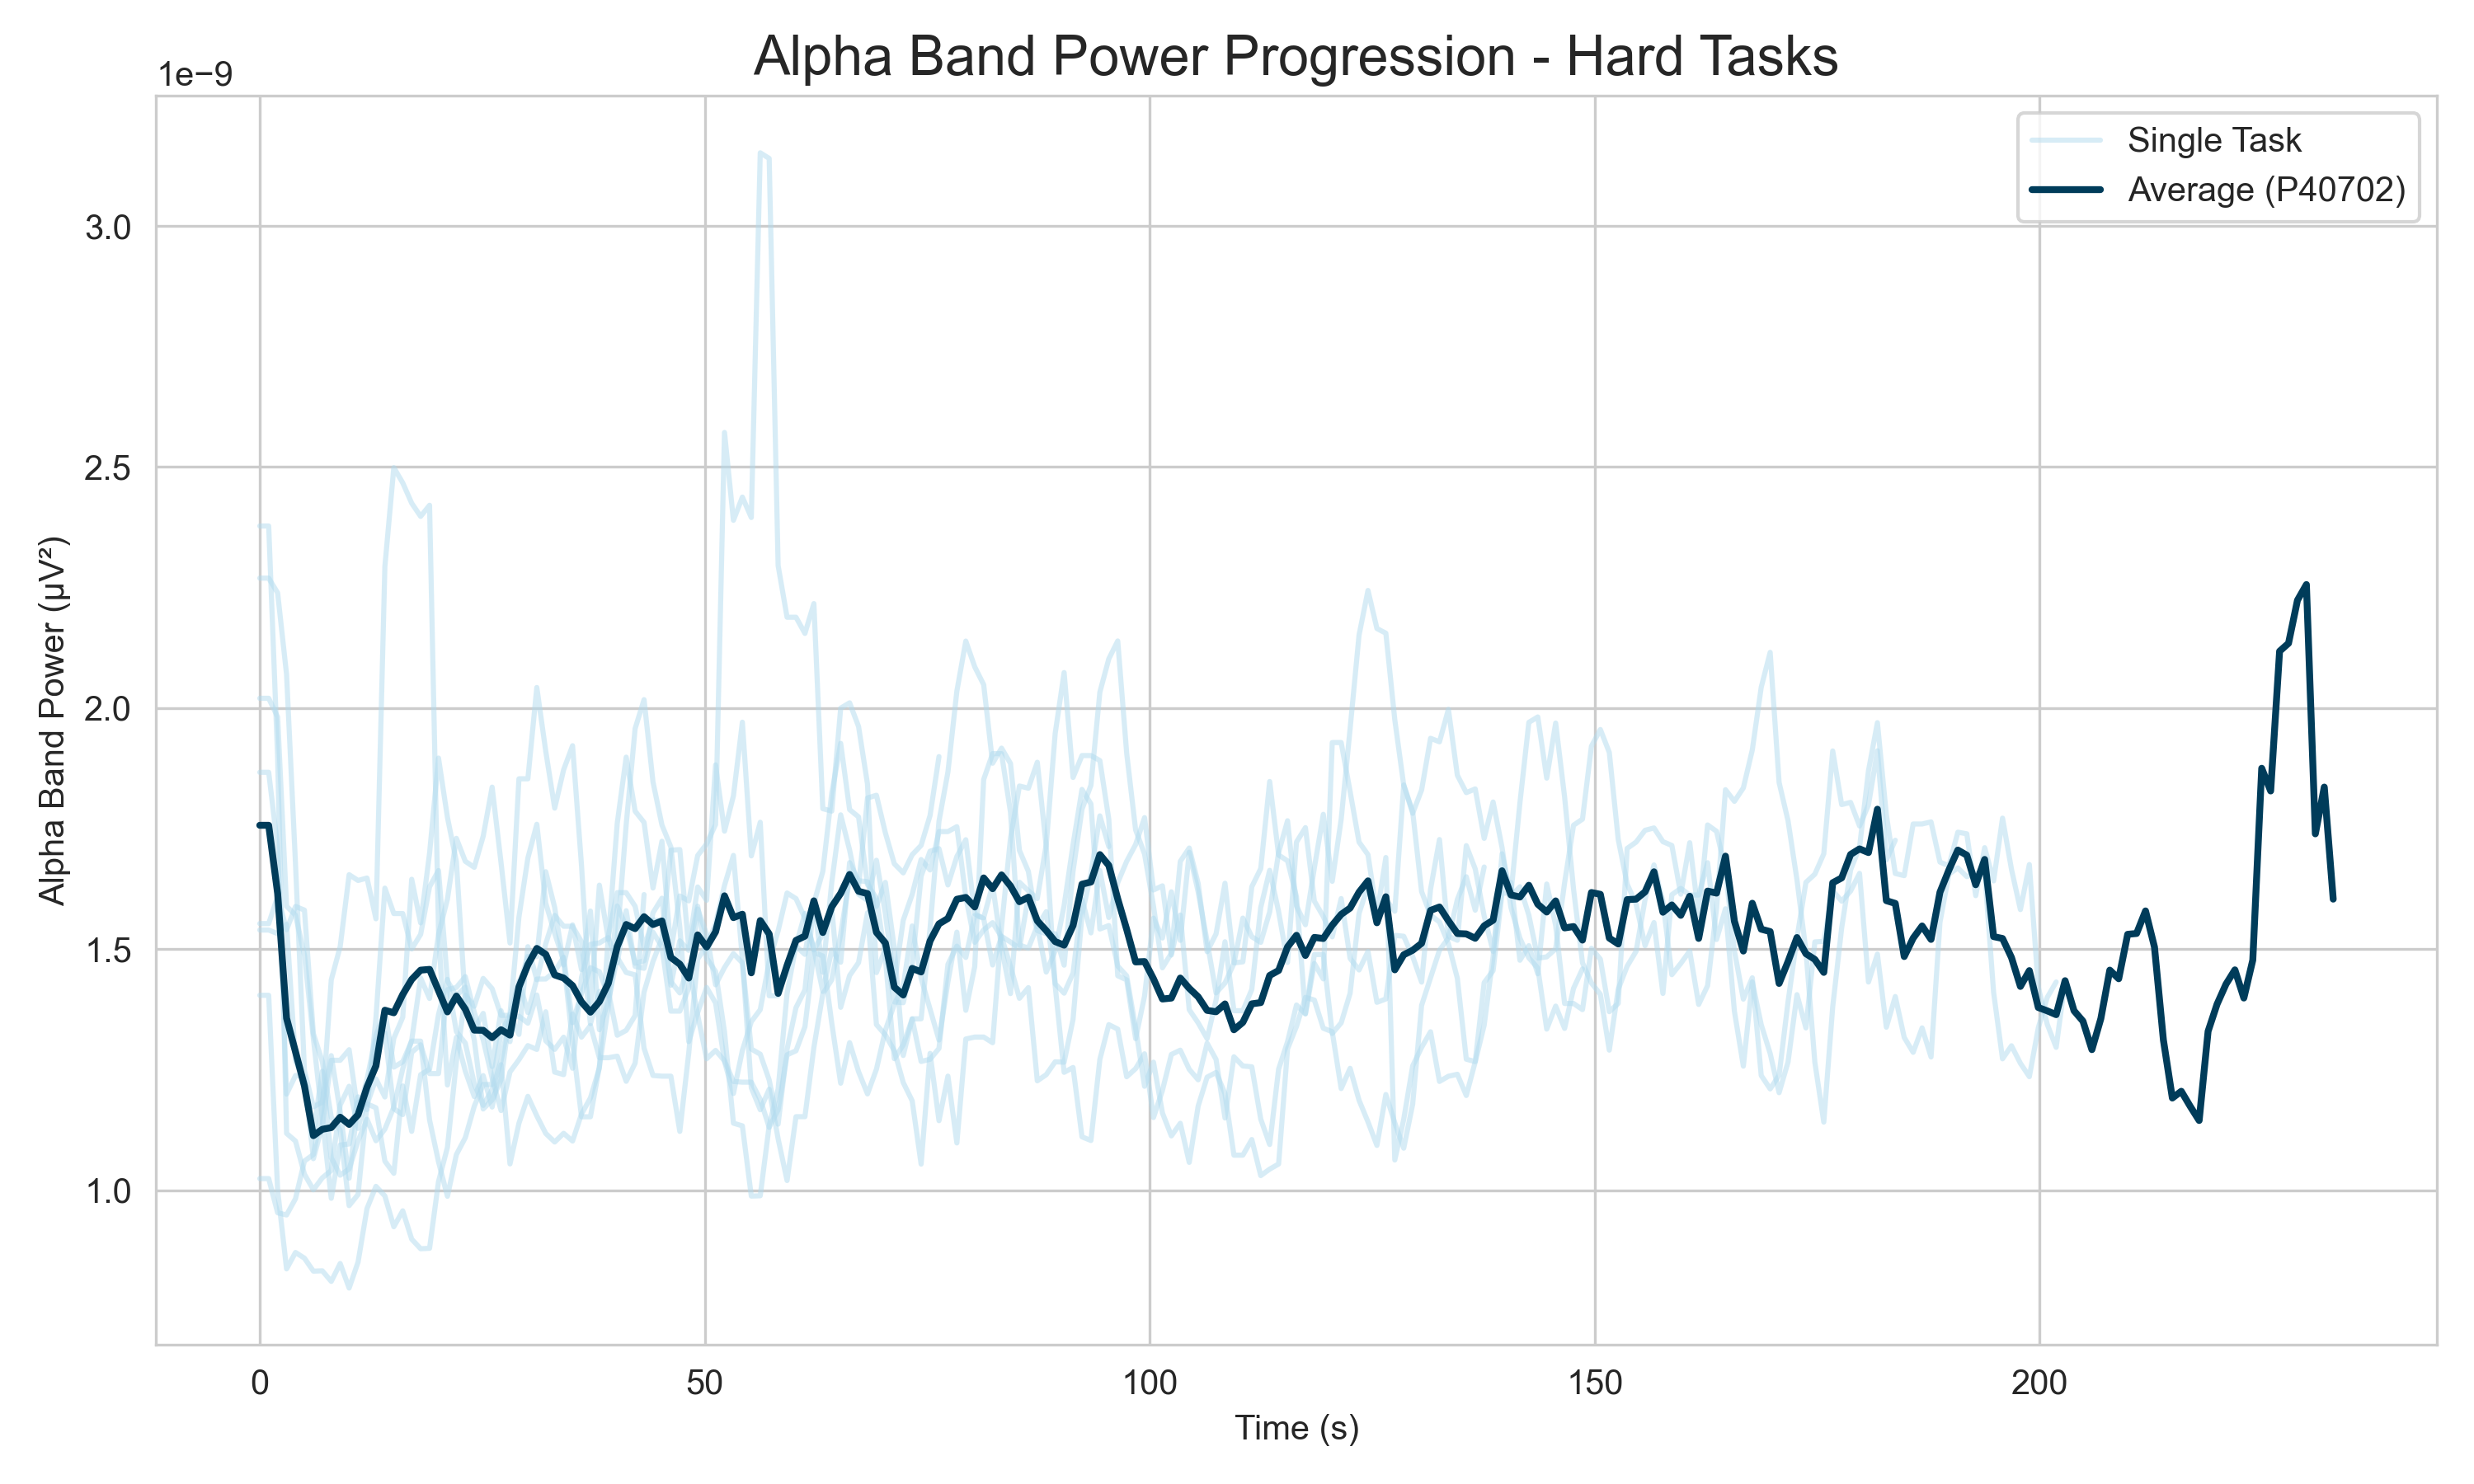 Alpha Band Power Progression - Hard Tasks
1e−9
Single Task
Average (P40702)
3.0
2.5
2.0
1.5
1.0
Alpha Band Power (µV²)
0 50 100 150 200
Time (s)